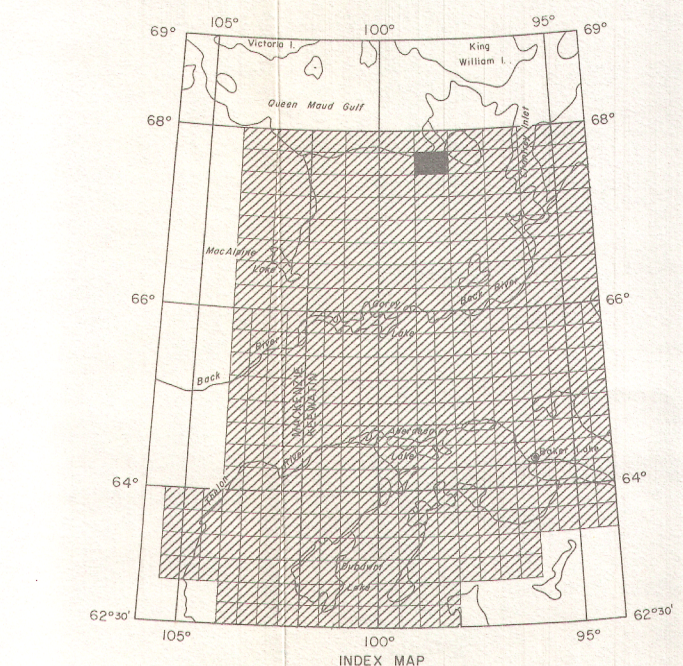 105° 100° 95°
69° 69°
Victoria I. King
William I.
Queen Maud Gulf
68° 68°
Chantrey Inlet
MacAlpine
Lake
66° 66°
Garry
Lake
Back River
Back River
MACKENZIE
KEEWATIN
Aberdeen
Lake
Baker Lake
64° 64°
Thelon River
Dubawnt
Lake
62°30' 62°30'
105° 100° 95°
INDEX MAP